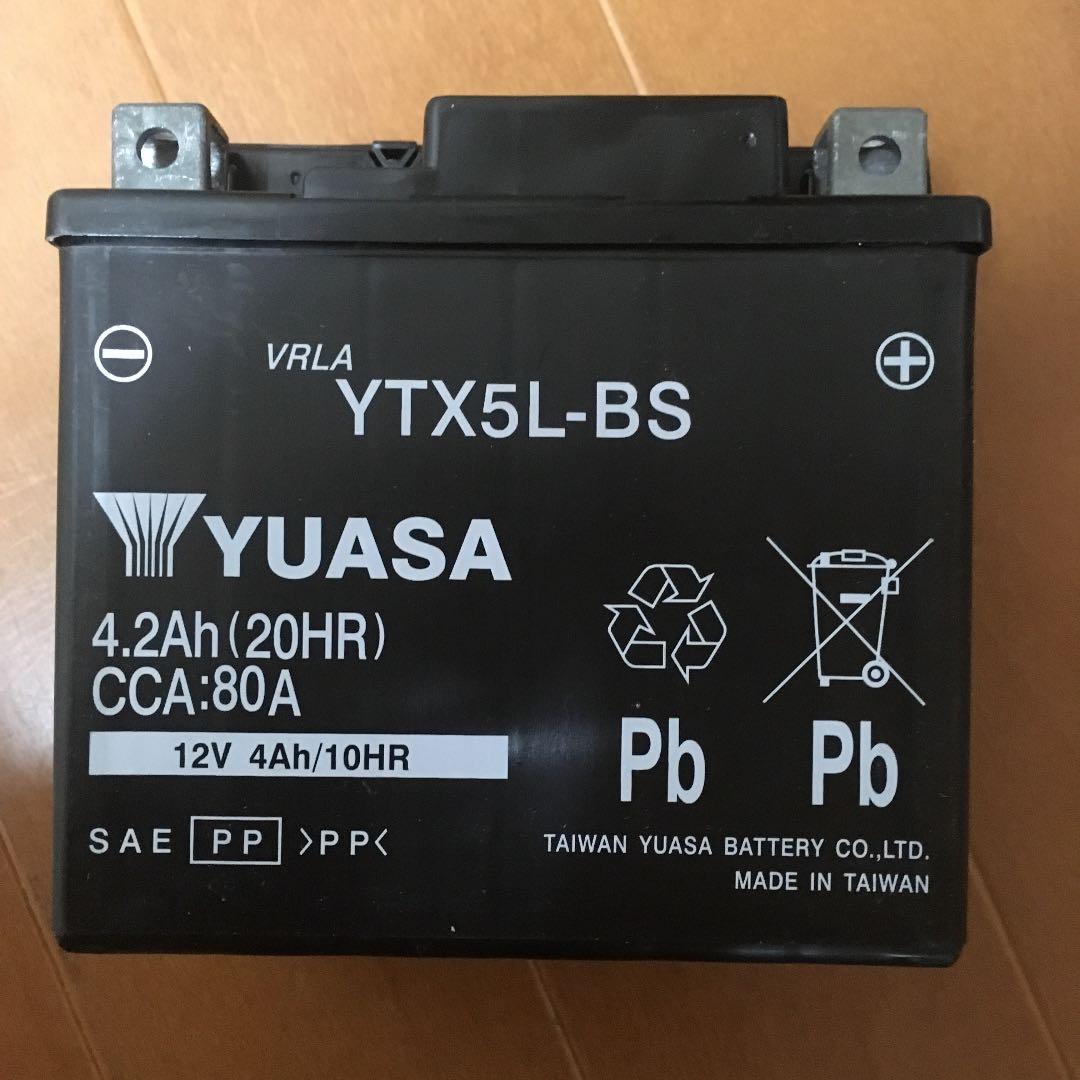 VRLA
YTX5L-BS
YUASA
4.2Ah(20HR)
CCA:80A
12V 4Ah/10HR
Pb Pb
SAE PP >PP<
TAIWAN YUASA BATTERY CO.,LTD.
MADE IN TAIWAN